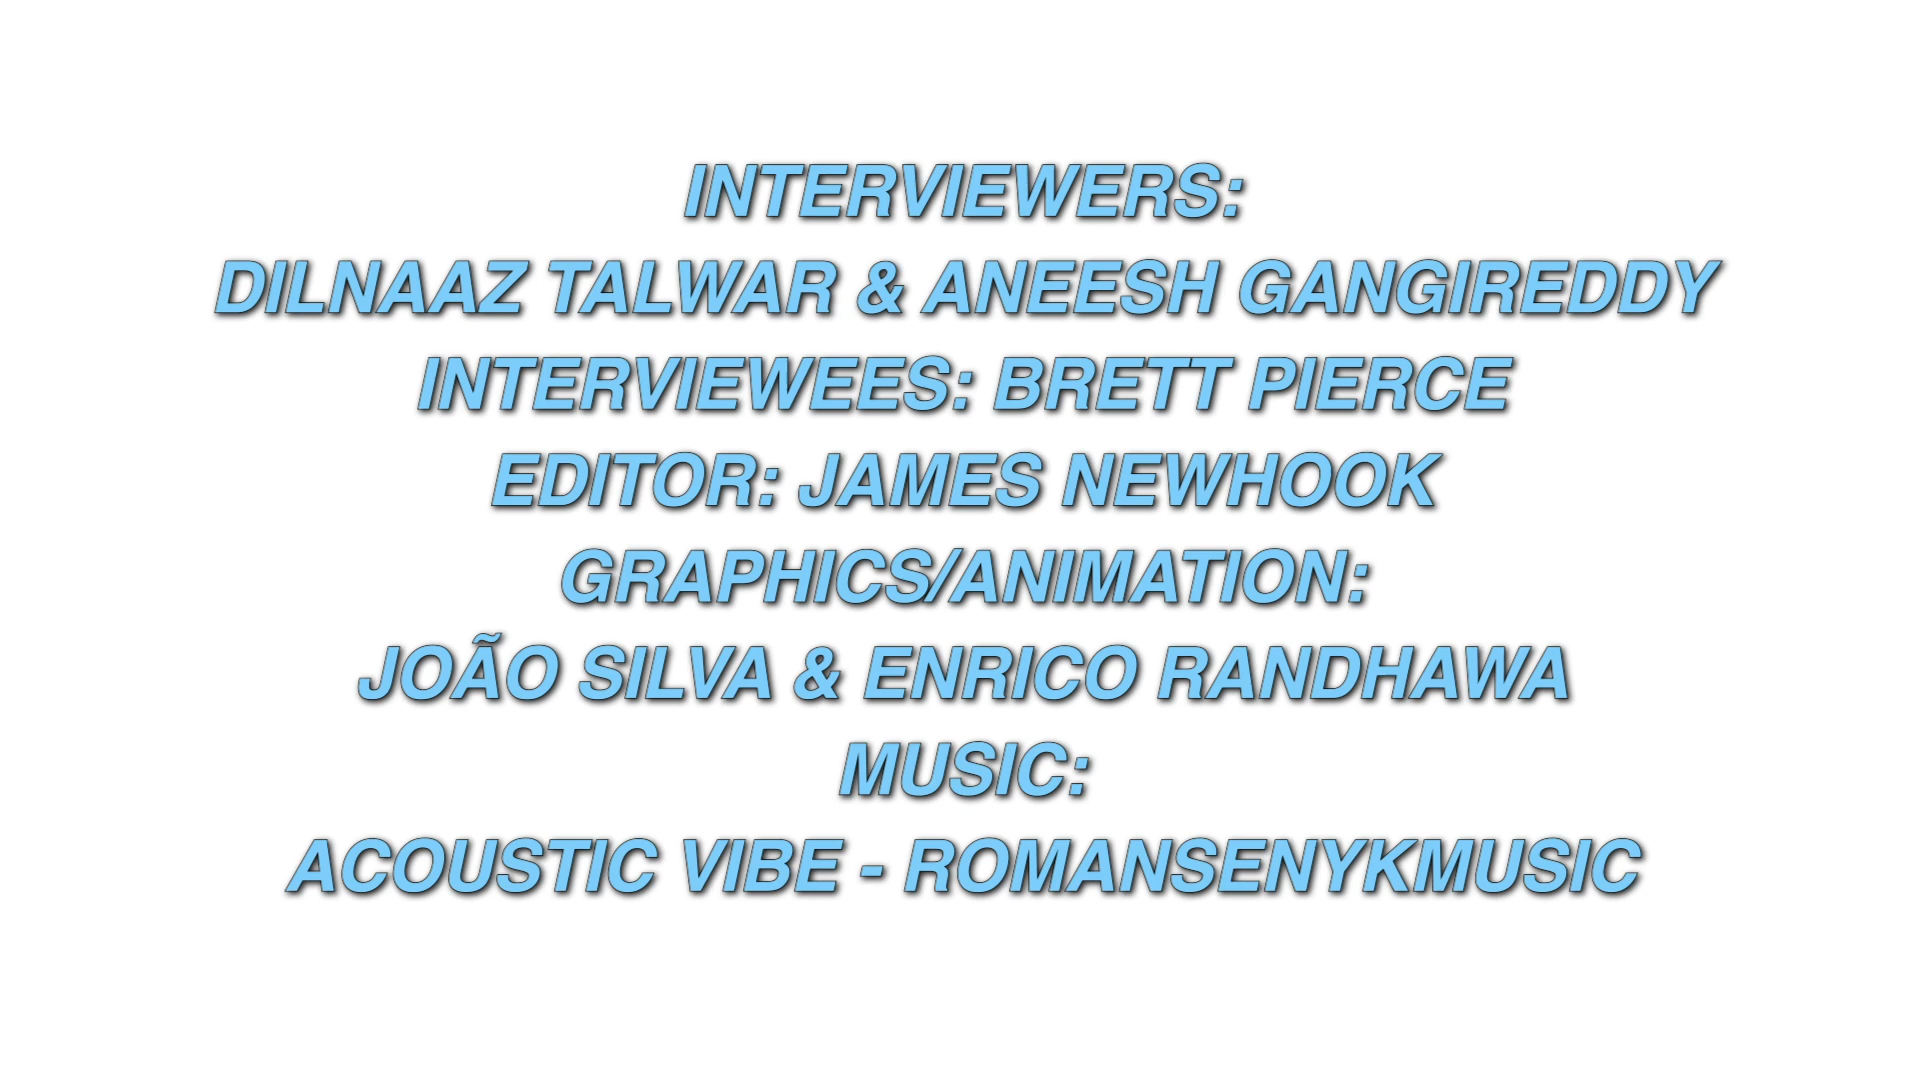 INTERVIEWERS:
DILNAAZ TALWAR & ANEESH GANGIREDDY
INTERVIEWEES: BRETT PIERCE
EDITOR: JAMES NEWHOOK
GRAPHICS/ANIMATION:
JOÃO SILVA & ENRICO RANDHAWA
MUSIC:
ACOUSTIC VIBE - ROMANSENYKMUSIC